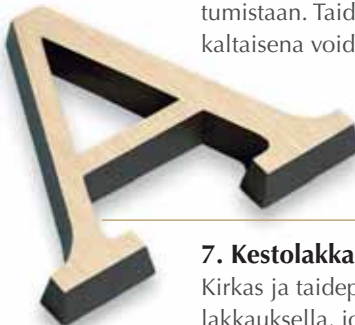 tumistaan. Taid
kaltaisena void
A
7. Kestolakka
Kirkas ja taidep
lakkauksella, jo